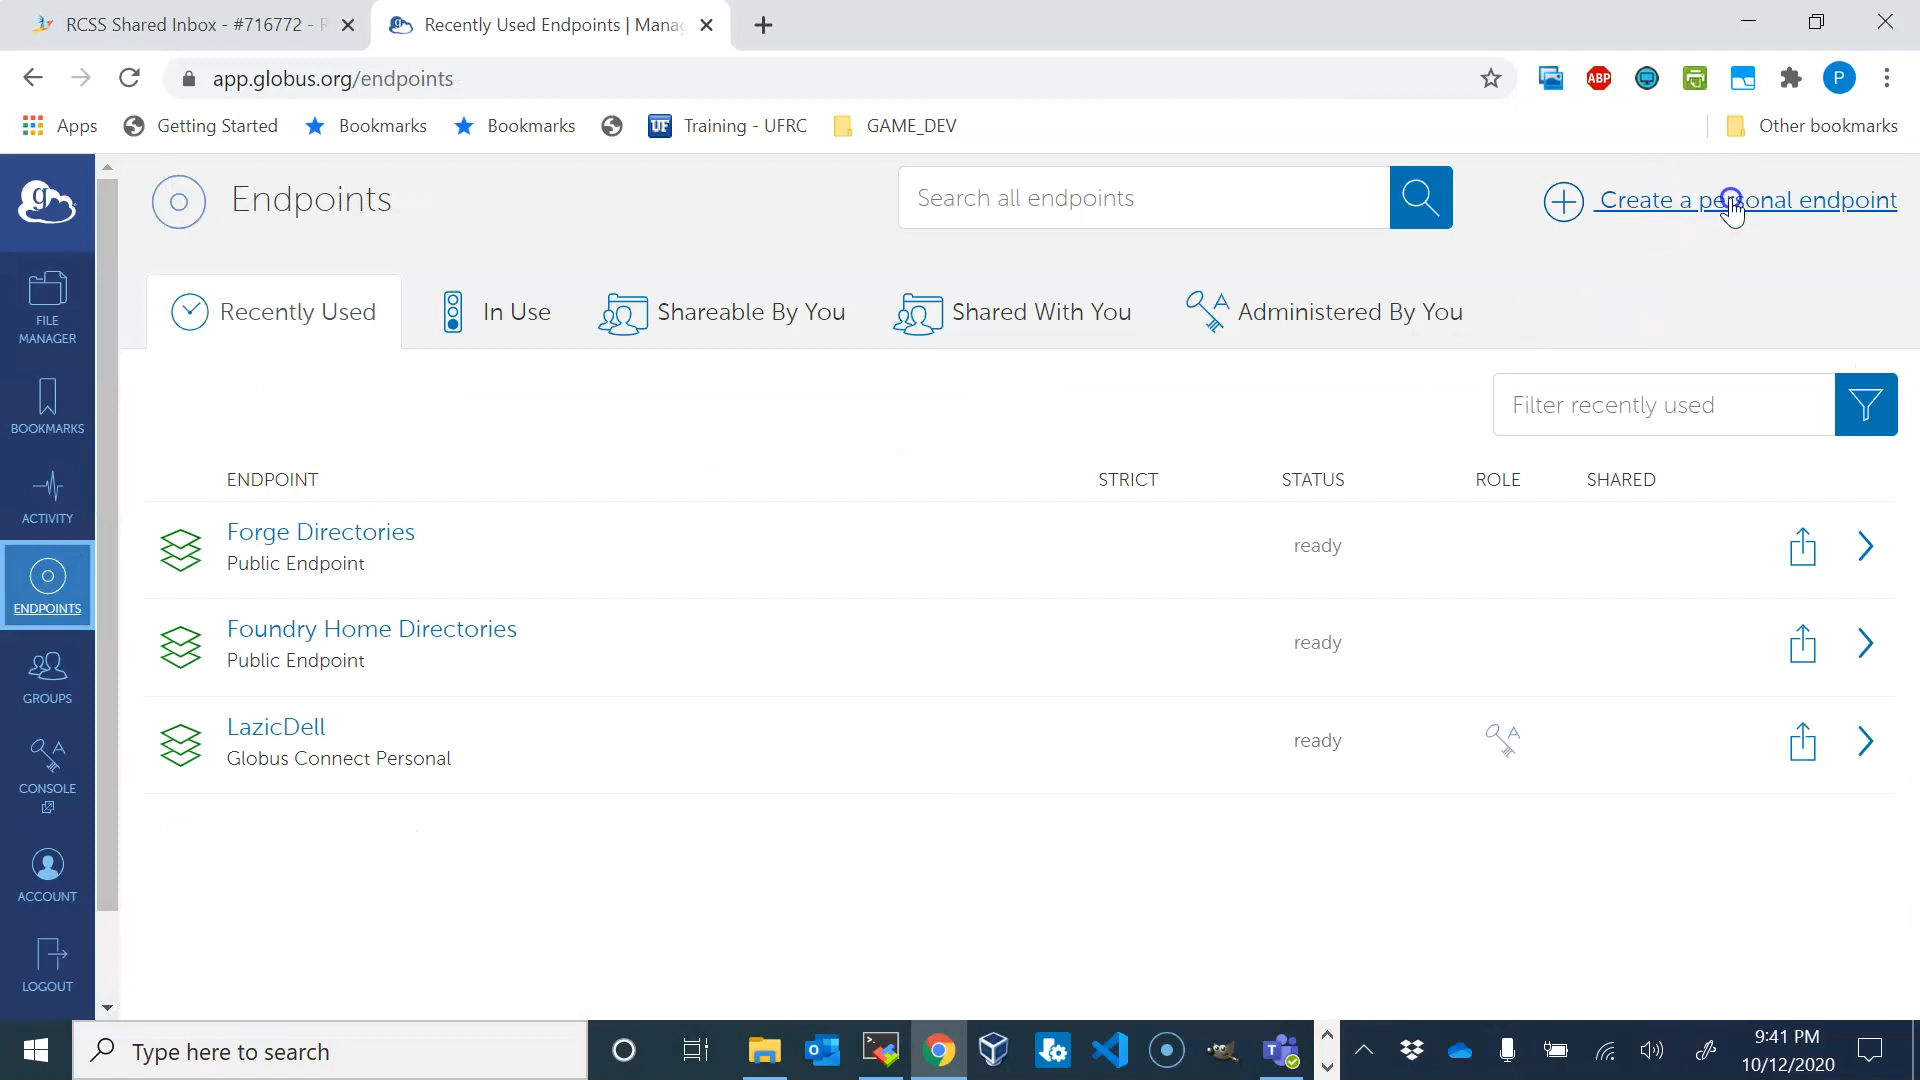 RCSS Shared Inbox - #716772 - R
Recently Used Endpoints | Manag
app.globus.org/endpoints
ABP
P
Apps
Getting Started
Bookmarks
Bookmarks
UF
Training - UFRC
GAME_DEV
Other bookmarks
g
Endpoints
Search all endpoints
Create a personal endpoint
FILE
MANAGER
BOOKMARKS
ACTIVITY
ENDPOINTS
GROUPS
CONSOLE
ACCOUNT
LOGOUT
Recently Used
In Use
Shareable By You
Shared With You
Administered By You
Filter recently used
ENDPOINT
STRICT
STATUS
ROLE
SHARED
Forge Directories
Public Endpoint
ready
Foundry Home Directories
Public Endpoint
ready
LazicDell
Globus Connect Personal
ready
Type here to search
9:41 PM
10/12/2020